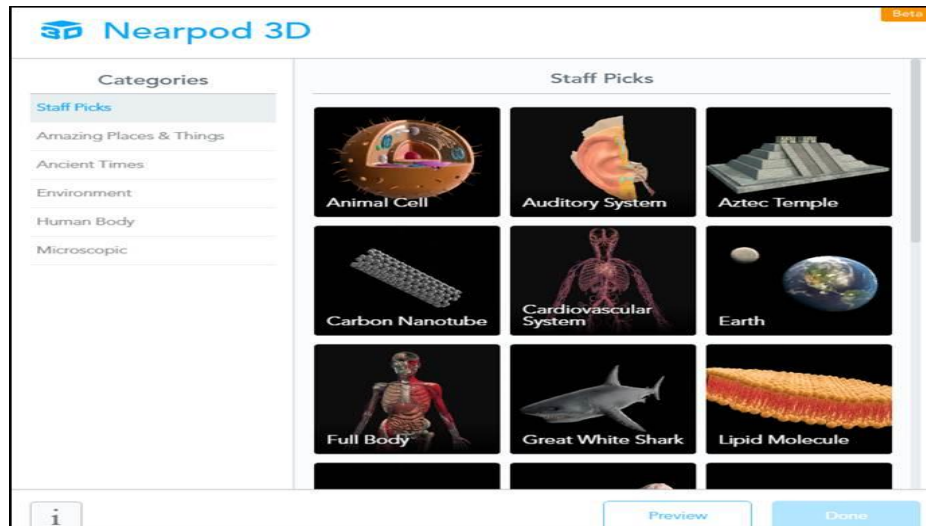 3D Nearpod 3D
Beta
Categories
Staff Picks
Amazing Places & Things
Ancient Times
Environment
Human Body
Microscopic
Staff Picks
Animal Cell
Auditory System
Aztec Temple
Carbon Nanotube
Cardiovascular
System
Earth
Full Body
Great White Shark
Lipid Molecule
i
Preview
Done